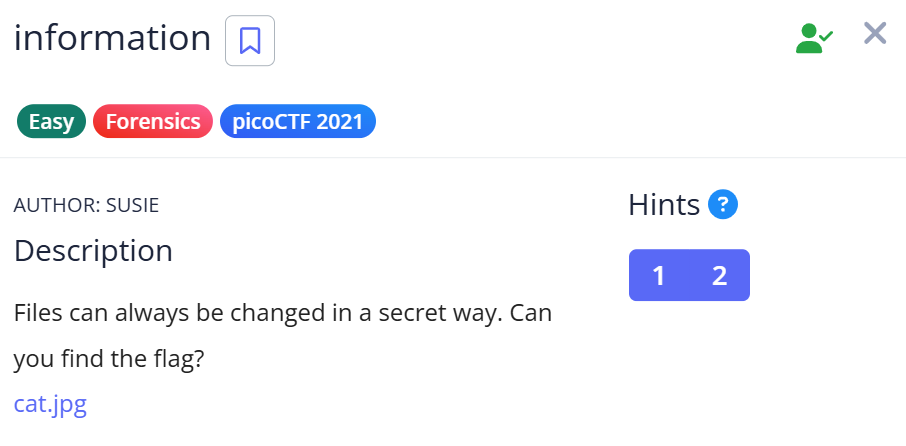 information
Easy Forensics picoCTF 2021
AUTHOR: SUSIE
Description
Files can always be changed in a secret way. Can
you find the flag?
cat.jpg
Hints ?
1 2